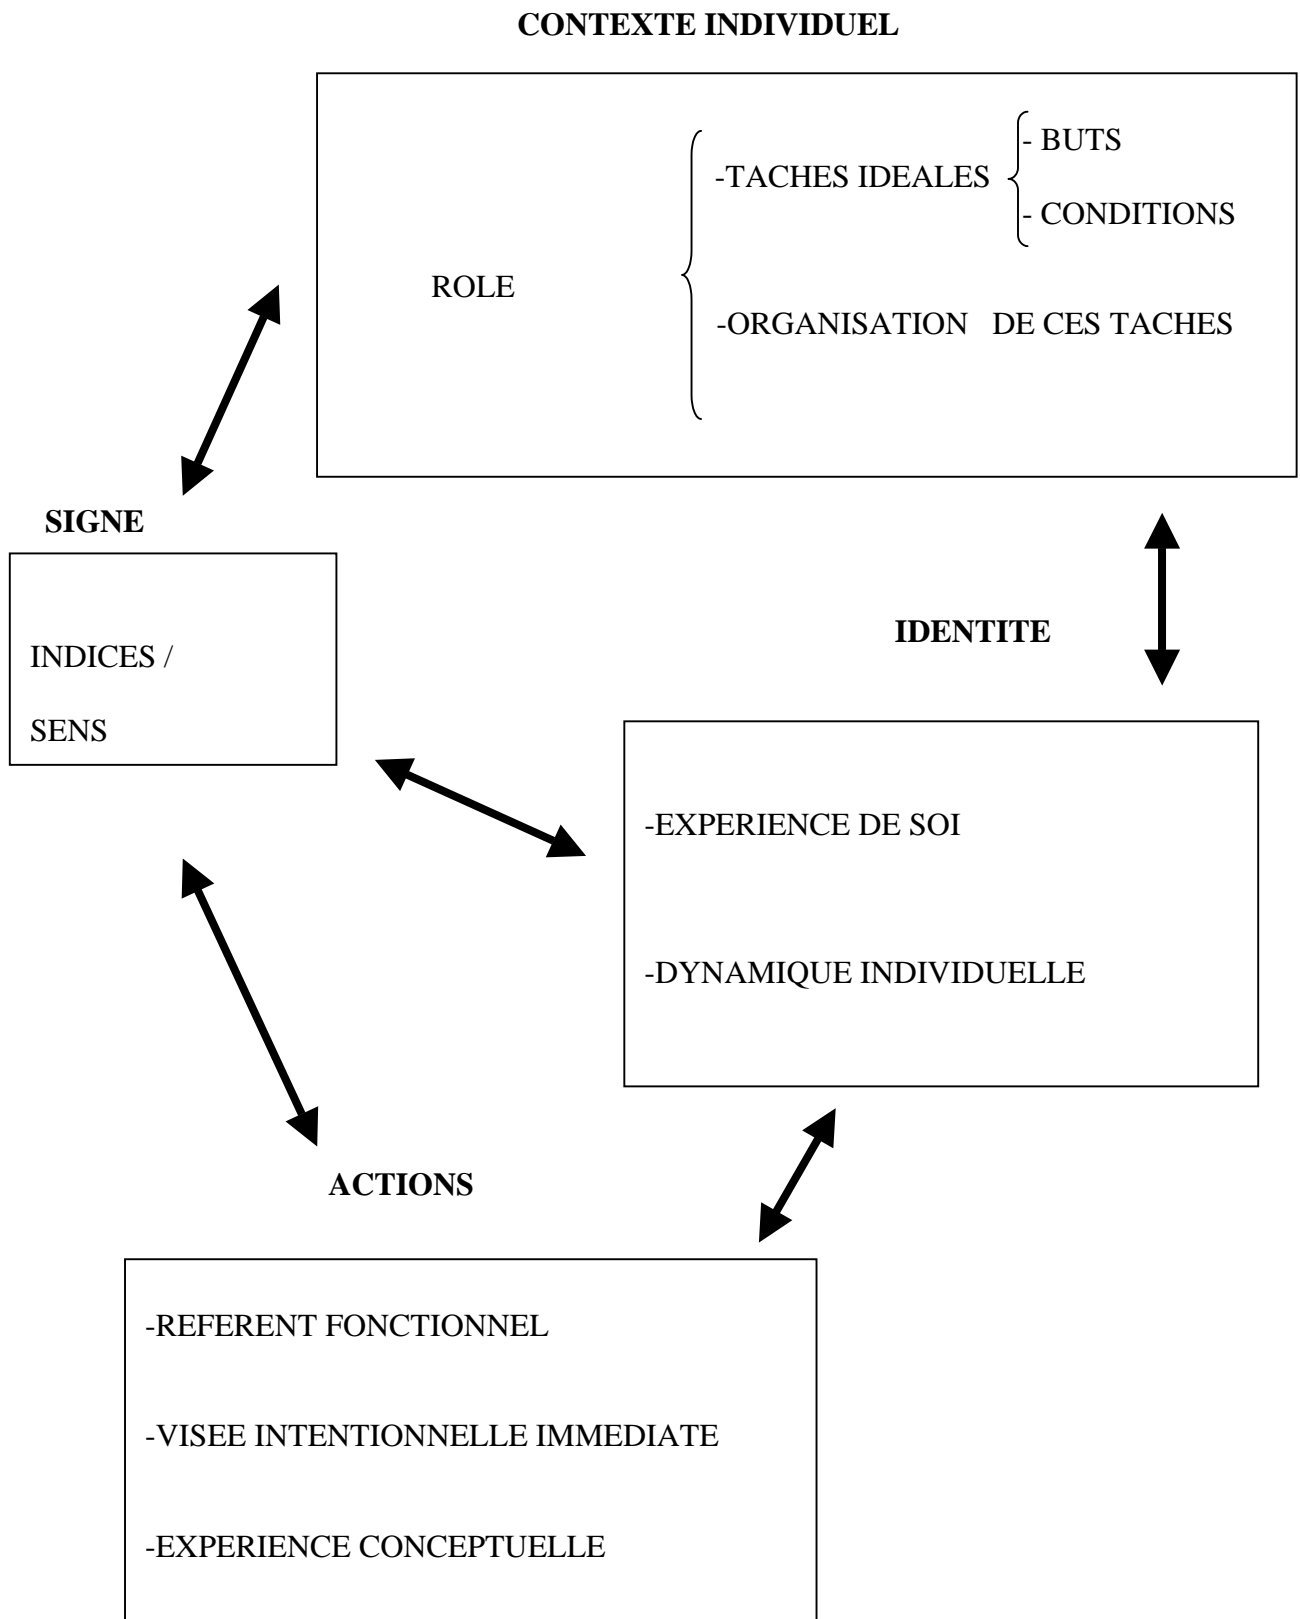 CONTEXTE INDIVIDUEL
- BUTS
-TACHES IDEALES
- CONDITIONS
ROLE
-ORGANISATION DE CES TACHES
SIGNE
INDICES /
SENS
IDENTITE
-EXPERIENCE DE SOI
-DYNAMIQUE INDIVIDUELLE
ACTIONS
-REFERENT FONCTIONNEL
-VISEE INTENTIONNELLE IMMEDIATE
-EXPERIENCE CONCEPTUELLE